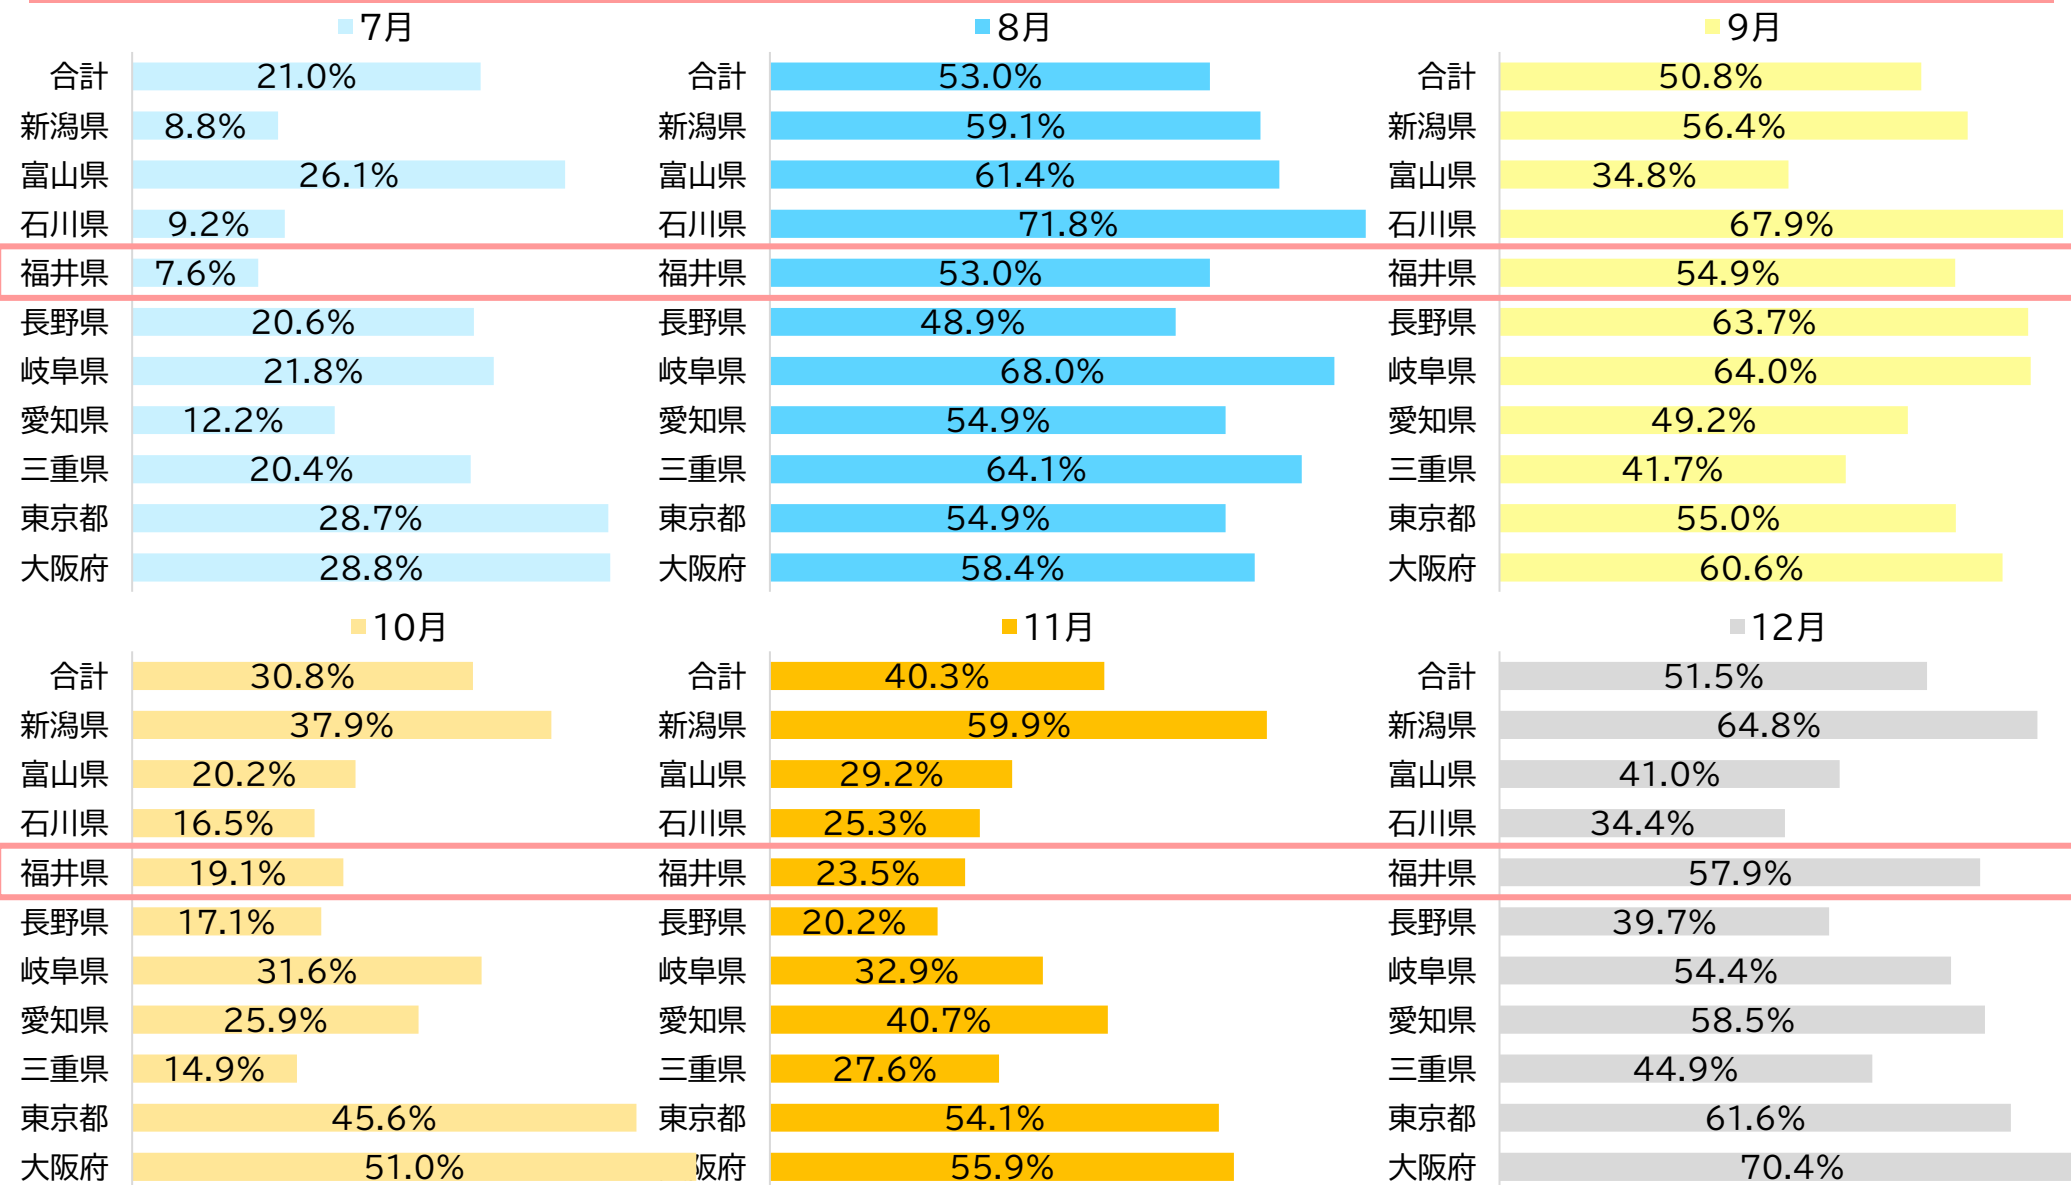 7月
合計 21.0%
新潟県 8.8%
富山県 26.1%
石川県 9.2%
福井県 7.6%
長野県 20.6%
岐阜県 21.8%
愛知県 12.2%
三重県 20.4%
東京都 28.7%
大阪府 28.8%
8月
合計 53.0%
新潟県 59.1%
富山県 61.4%
石川県 71.8%
福井県 53.0%
長野県 48.9%
岐阜県 68.0%
愛知県 54.9%
三重県 64.1%
東京都 54.9%
大阪府 58.4%
9月
合計 50.8%
新潟県 56.4%
富山県 34.8%
石川県 67.9%
福井県 54.9%
長野県 63.7%
岐阜県 64.0%
愛知県 49.2%
三重県 41.7%
東京都 55.0%
大阪府 60.6%
10月
合計 30.8%
新潟県 37.9%
富山県 20.2%
石川県 16.5%
福井県 19.1%
長野県 17.1%
岐阜県 31.6%
愛知県 25.9%
三重県 14.9%
東京都 45.6%
大阪府 51.0%
11月
合計 40.3%
新潟県 59.9%
富山県 29.2%
石川県 25.3%
福井県 23.5%
長野県 20.2%
岐阜県 32.9%
愛知県 40.7%
三重県 27.6%
東京都 54.1%
阪府 55.9%
12月
合計 51.5%
新潟県 64.8%
富山県 41.0%
石川県 34.4%
福井県 57.9%
長野県 39.7%
岐阜県 54.4%
愛知県 58.5%
三重県 44.9%
東京都 61.6%
大阪府 70.4%